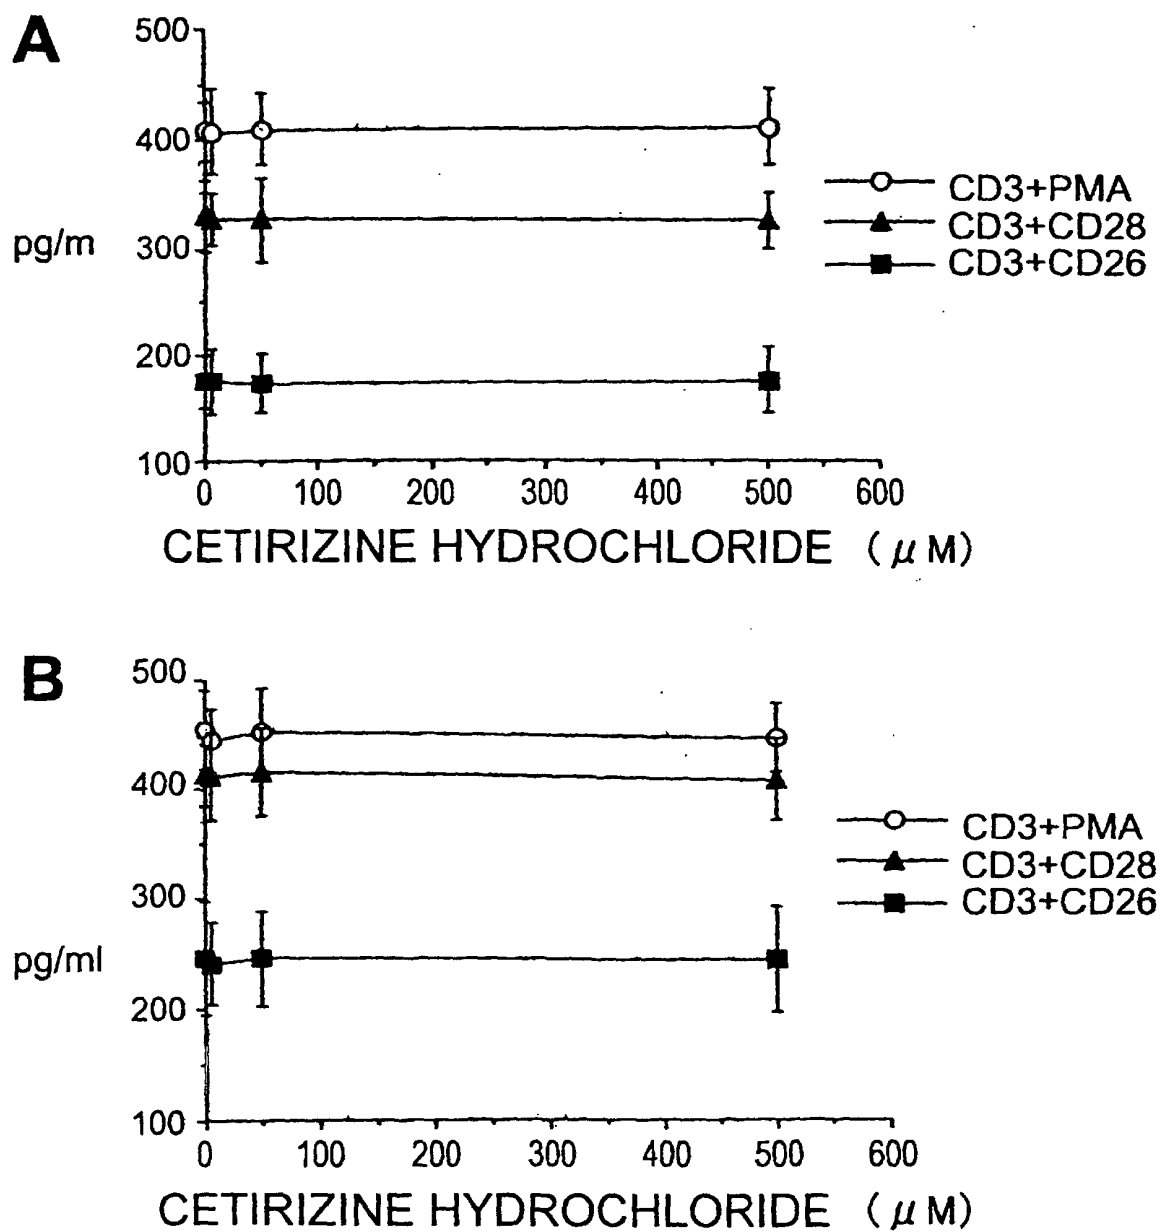 A
500
400
pg/m
300
200
100
0 100 200 300 400 500 600
CETIRIZINE HYDROCHLORIDE (μM)
CD3+PMA
CD3+CD28
CD3+CD26
B
500
400
300
pg/ml
200
100
0 100 200 300 400 500 600
CETIRIZINE HYDROCHLORIDE (μM)
CD3+PMA
CD3+CD28
CD3+CD26